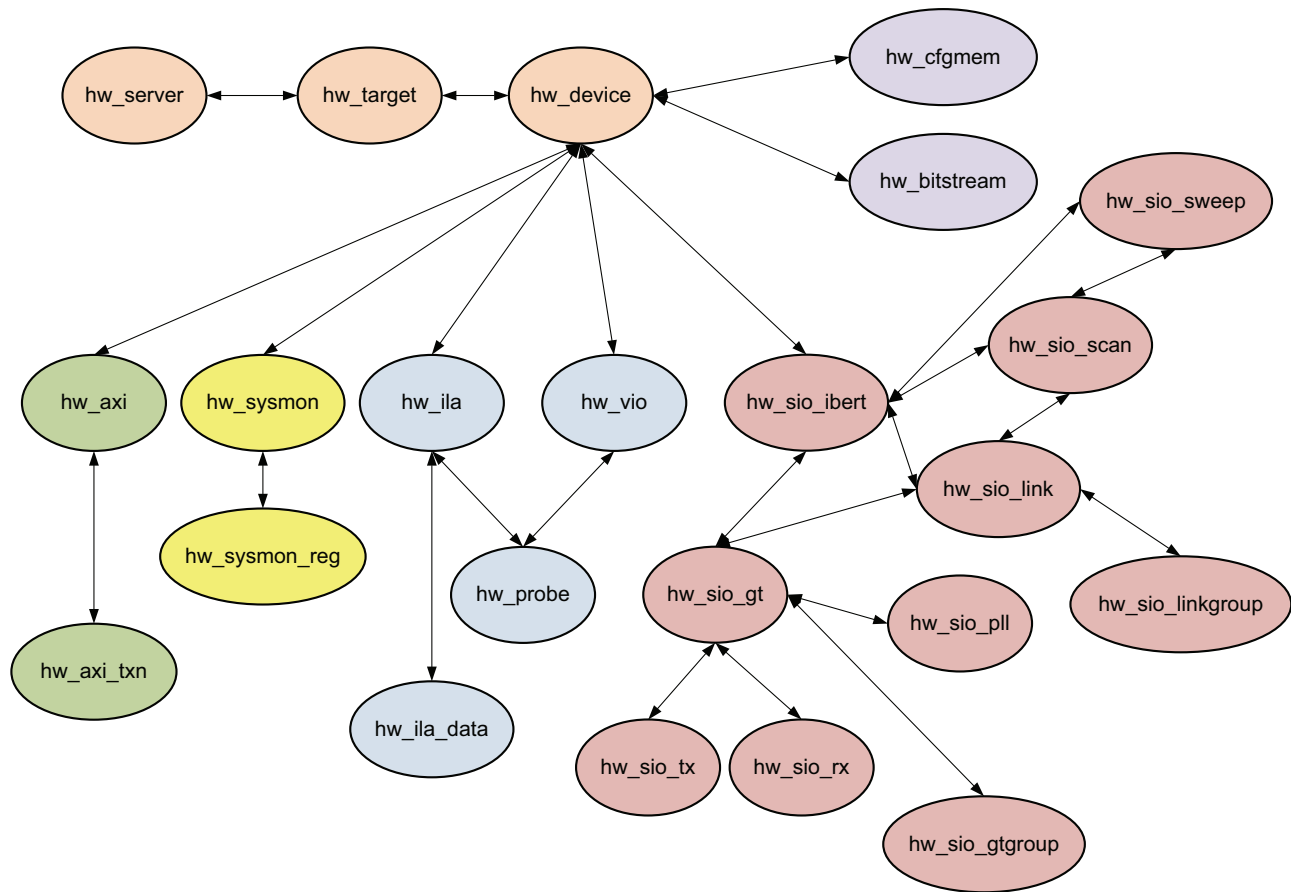 hw_server
hw_target
hw_device
hw_cfgmem
hw_bitstream
hw_sio_sweep
hw_sio_scan
hw_axi
hw_sysmon
hw_ila
hw_vio
hw_sio_ibert
hw_sio_link
hw_sysmon_reg
hw_probe
hw_sio_gt
hw_sio_pll
hw_sio_linkgroup
hw_axi_txn
hw_ila_data
hw_sio_tx
hw_sio_rx
hw_sio_gtgroup